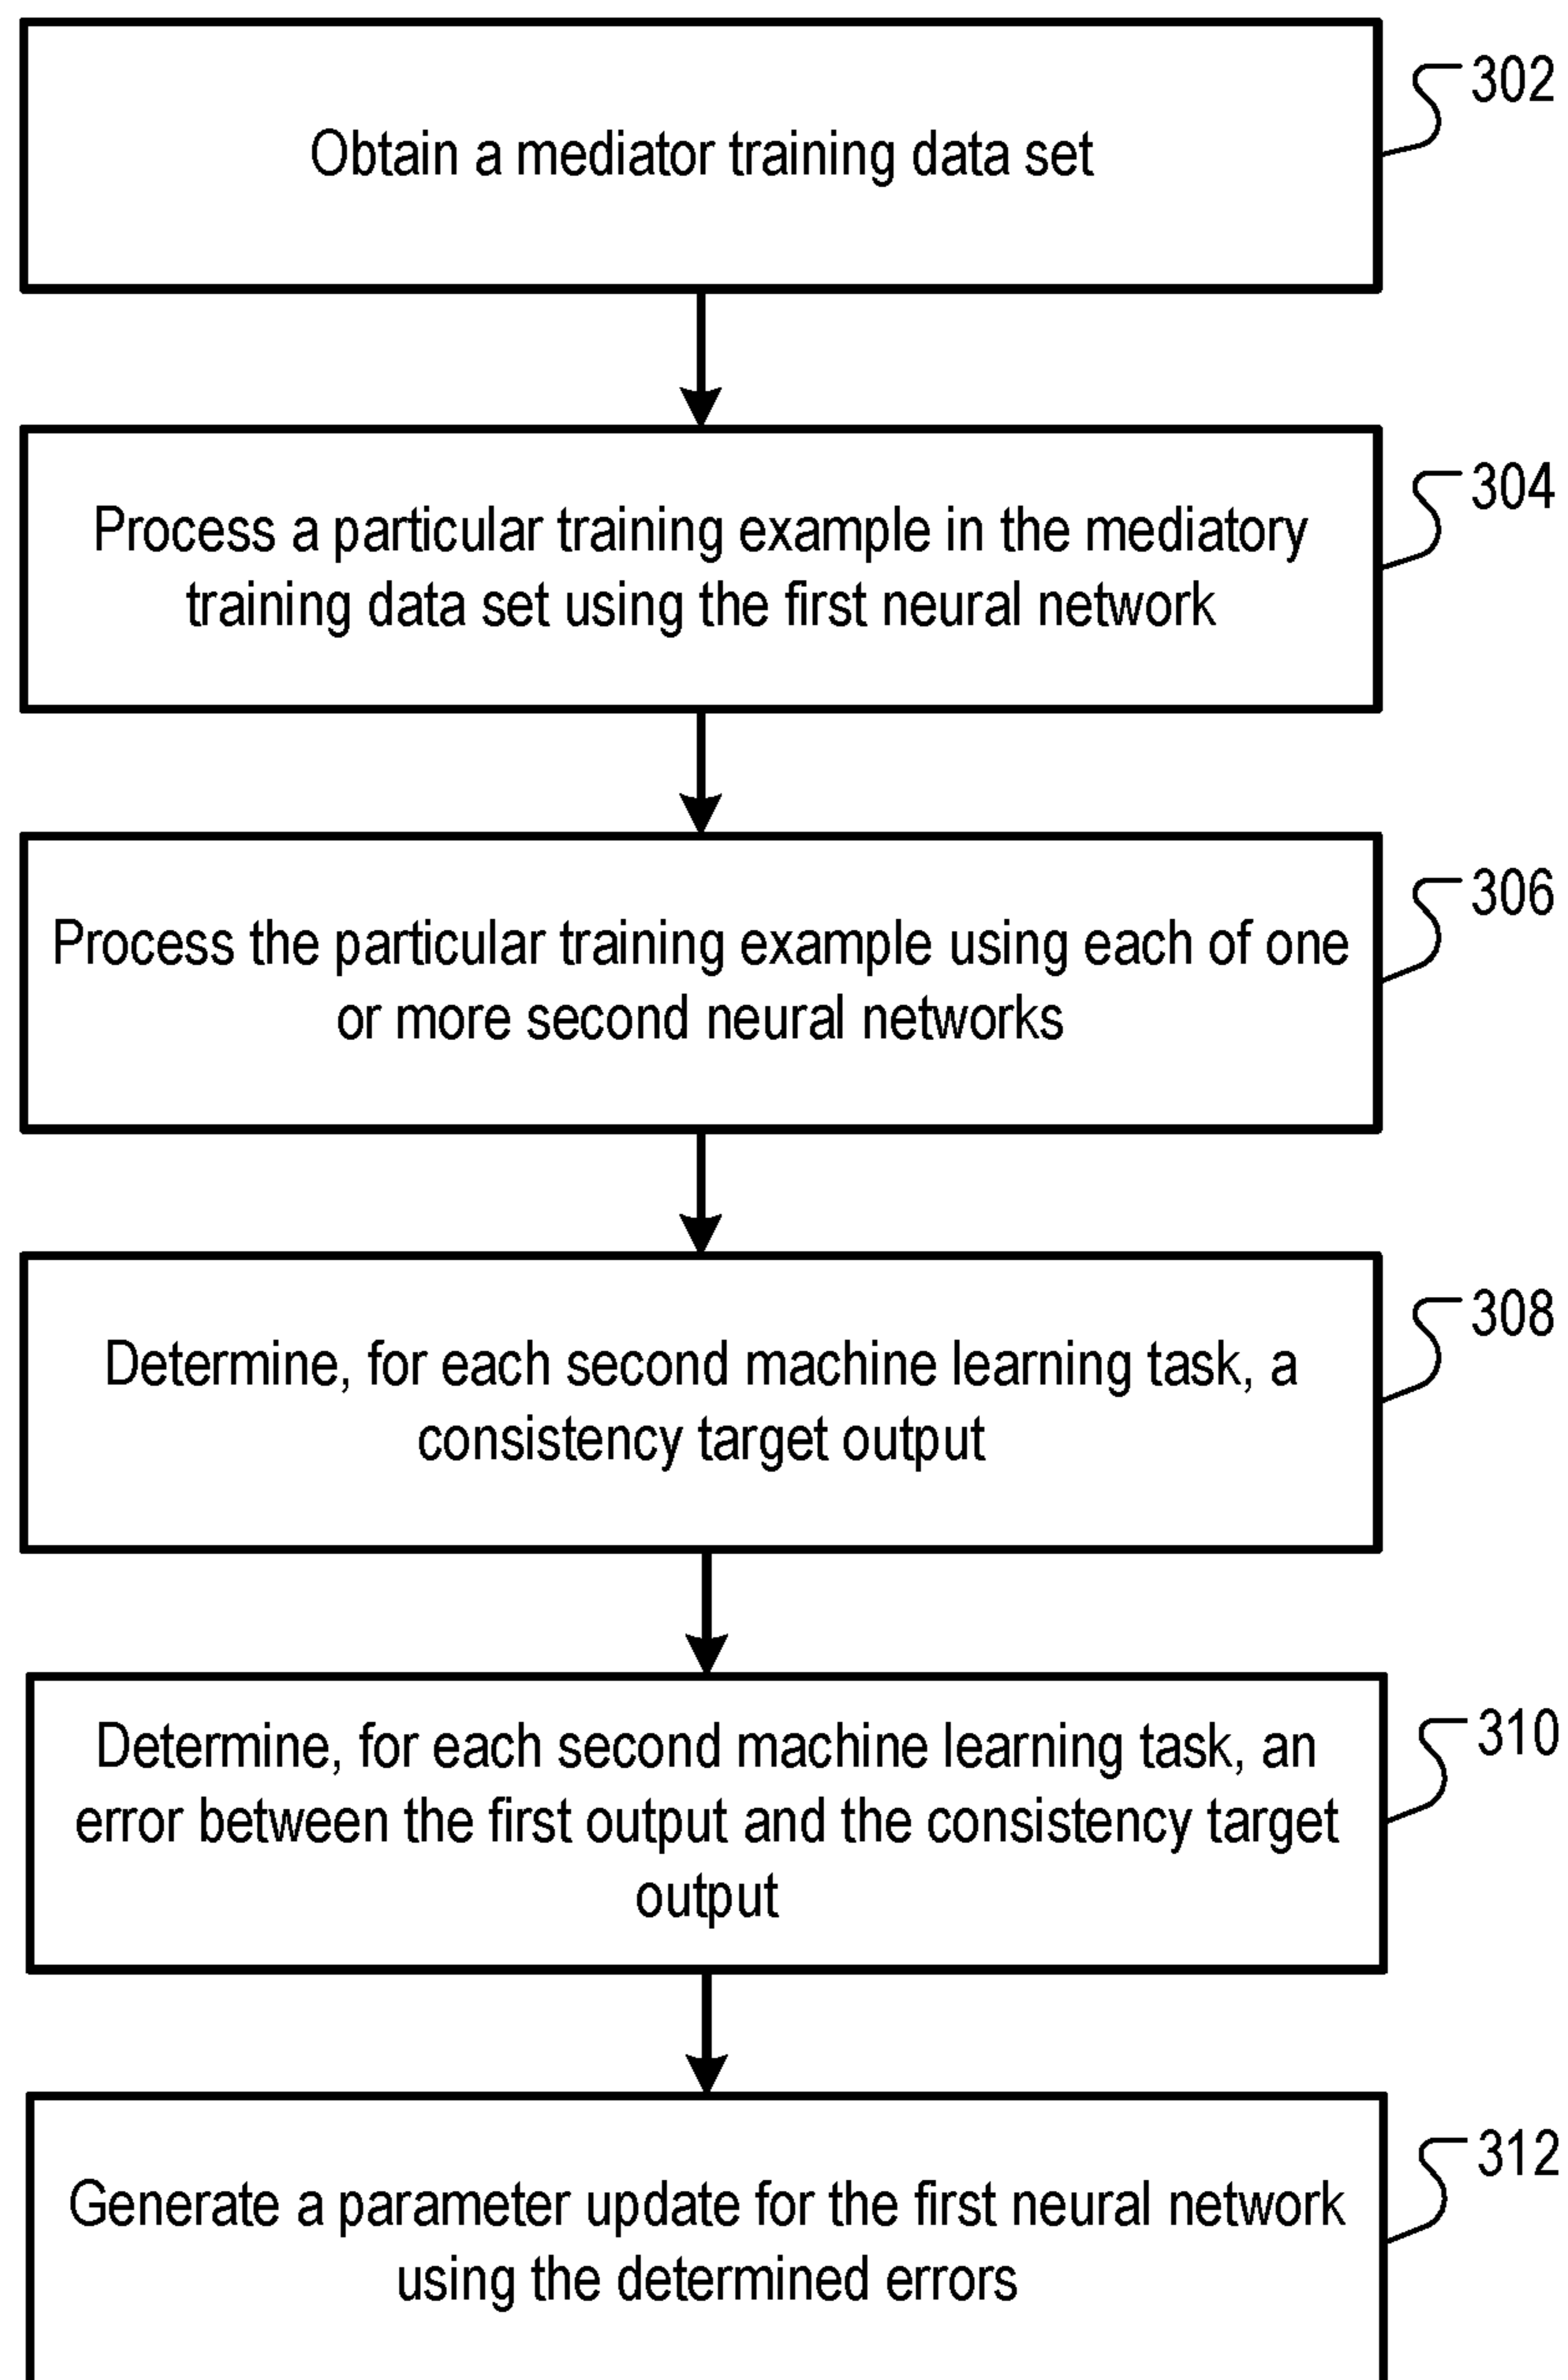 302
Obtain a mediator training data set
304
Process a particular training example in the mediatory
training data set using the first neural network
306
Process the particular training example using each of one
or more second neural networks
308
Determine, for each second machine learning task, a
consistency target output
310
Determine, for each second machine learning task, an
error between the first output and the consistency target
output
312
Generate a parameter update for the first neural network
using the determined errors